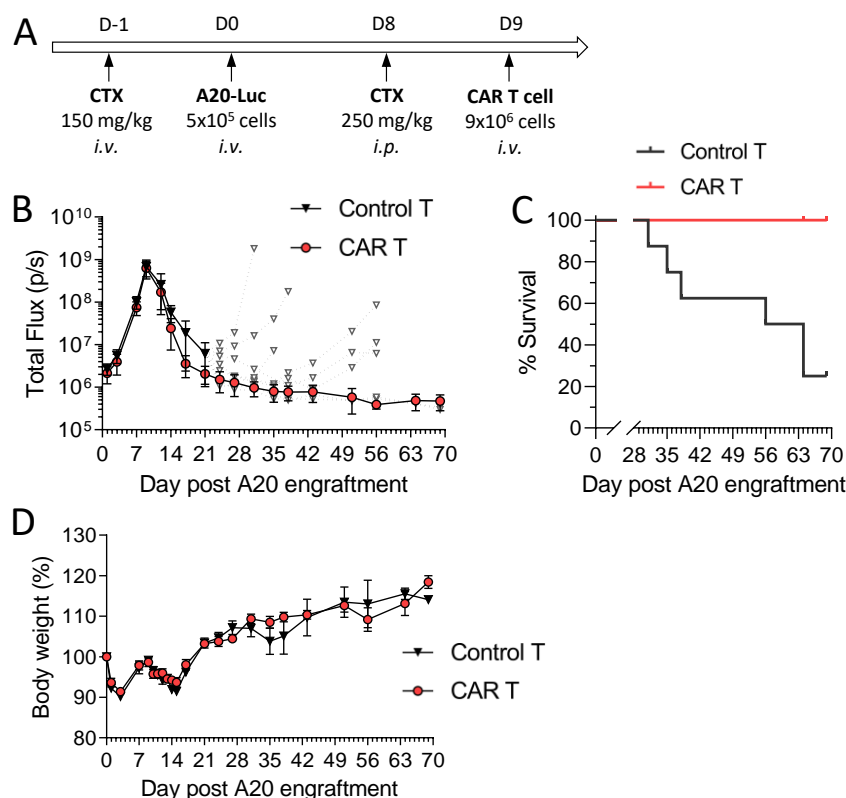 A
D-1 D0 D8 D9
CTX A20-Luc CTX CAR T cell
150 mg/kg 5x10⁵ cells 250 mg/kg 9x10⁶ cells
i.v. i.v. i.p. i.v.
B
Control T
CAR T
Total Flux (p/s)
10¹⁰
10⁹
10⁸
10⁷
10⁶
10⁵
0 7 14 21 28 35 42 49 56 63 70
Day post A20 engraftment
C
Control T
CAR T
% Survival
100
80
60
40
20
0
0 28 35 42 49 56 63 70
Day post A20 engraftment
D
Body weight (%)
130
120
110
100
90
80
Control T
CAR T
0 7 14 21 28 35 42 49 56 63 70
Day post A20 engraftment